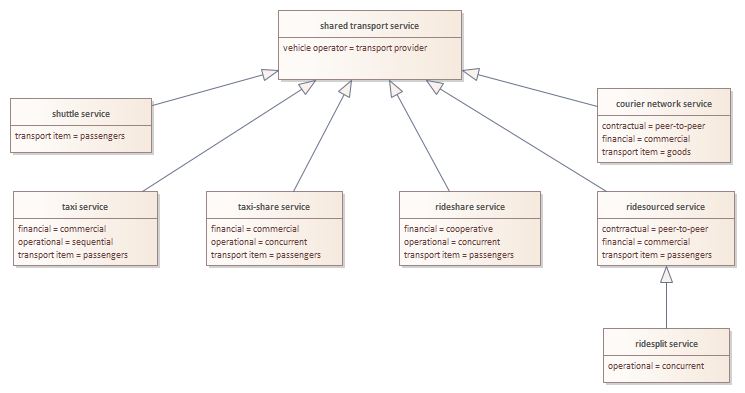 shared transport service
vehicle operator = transport provider
shuttle service
transport item = passengers
courier network service
contractual = peer-to-peer
financial = commercial
transport item = goods
taxi service
financial = commercial
operational = sequential
transport item = passengers
taxi-share service
financial = commercial
operational = concurrent
transport item = passengers
rideshare service
financial = cooperative
operational = concurrent
transport item = passengers
ridesourced service
contractual = peer-to-peer
financial = commercial
transport item = passengers
ridesplit service
operational = concurrent